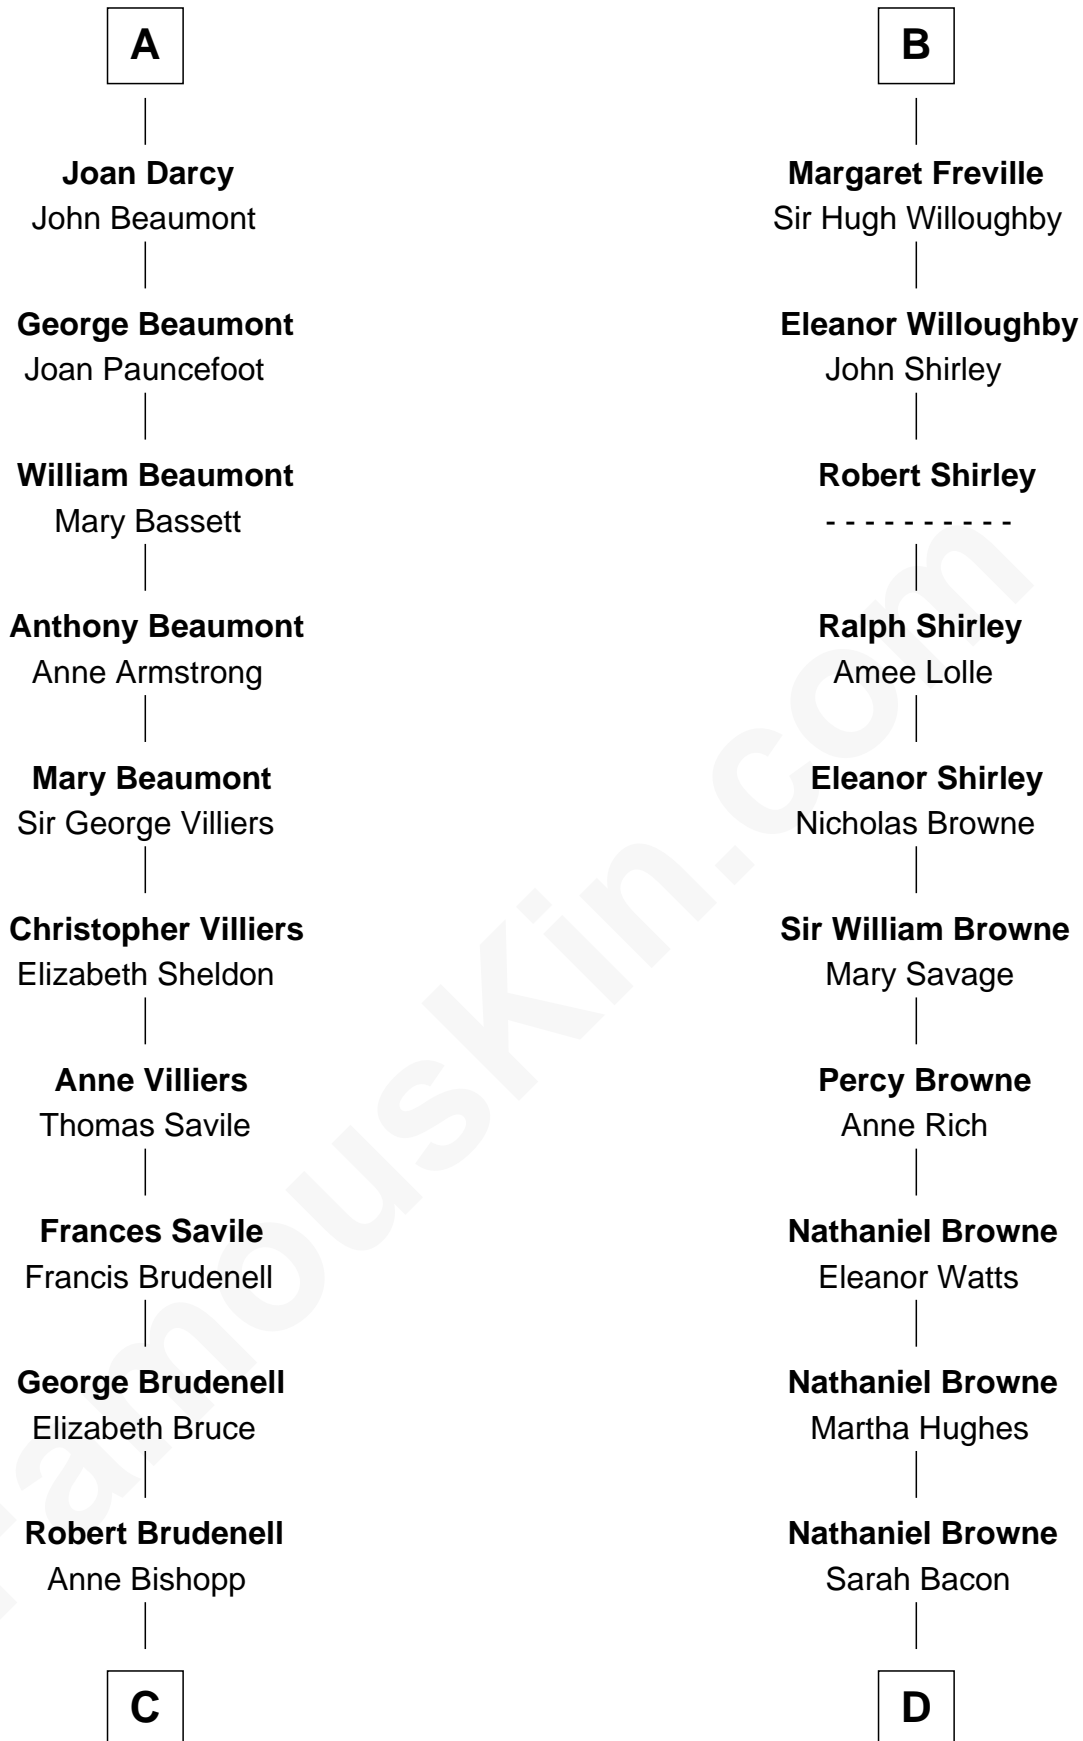 A
Joan Darcy
John Beaumont
George Beaumont
Joan Pauncefoot
William Beaumont
Mary Bassett
Anthony Beaumont
Anne Armstrong
Mary Beaumont
Sir George Villiers
Christopher Villiers
Elizabeth Sheldon
Anne Villiers
Thomas Savile
Frances Savile
Francis Brudenell
George Brudenell
Elizabeth Bruce
Robert Brudenell
Anne Bishopp
C
B
Margaret Freville
Sir Hugh Willoughby
Eleanor Willoughby
John Shirley
Robert Shirley
- - - - - - - - - -
Ralph Shirley
Amee Lolle
Eleanor Shirley
Nicholas Browne
Sir William Browne
Mary Savage
Percy Browne
Anne Rich
Nathaniel Browne
Eleanor Watts
Nathaniel Browne
Martha Hughes
Nathaniel Browne
Sarah Bacon
D
FamousKin.com